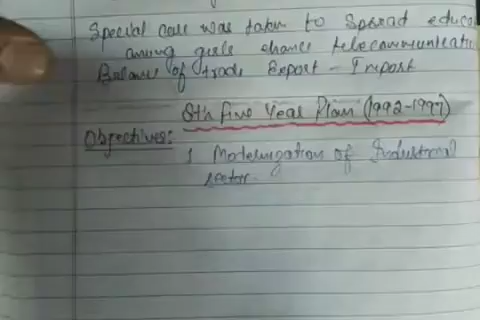 Special care was taken to Spread educa
among girls chance telecommunicatic
Balance of trade Export - Import
8th Five Year Plan (1992-1997)
Objectives:
1 Modernization of Industrial
sector.